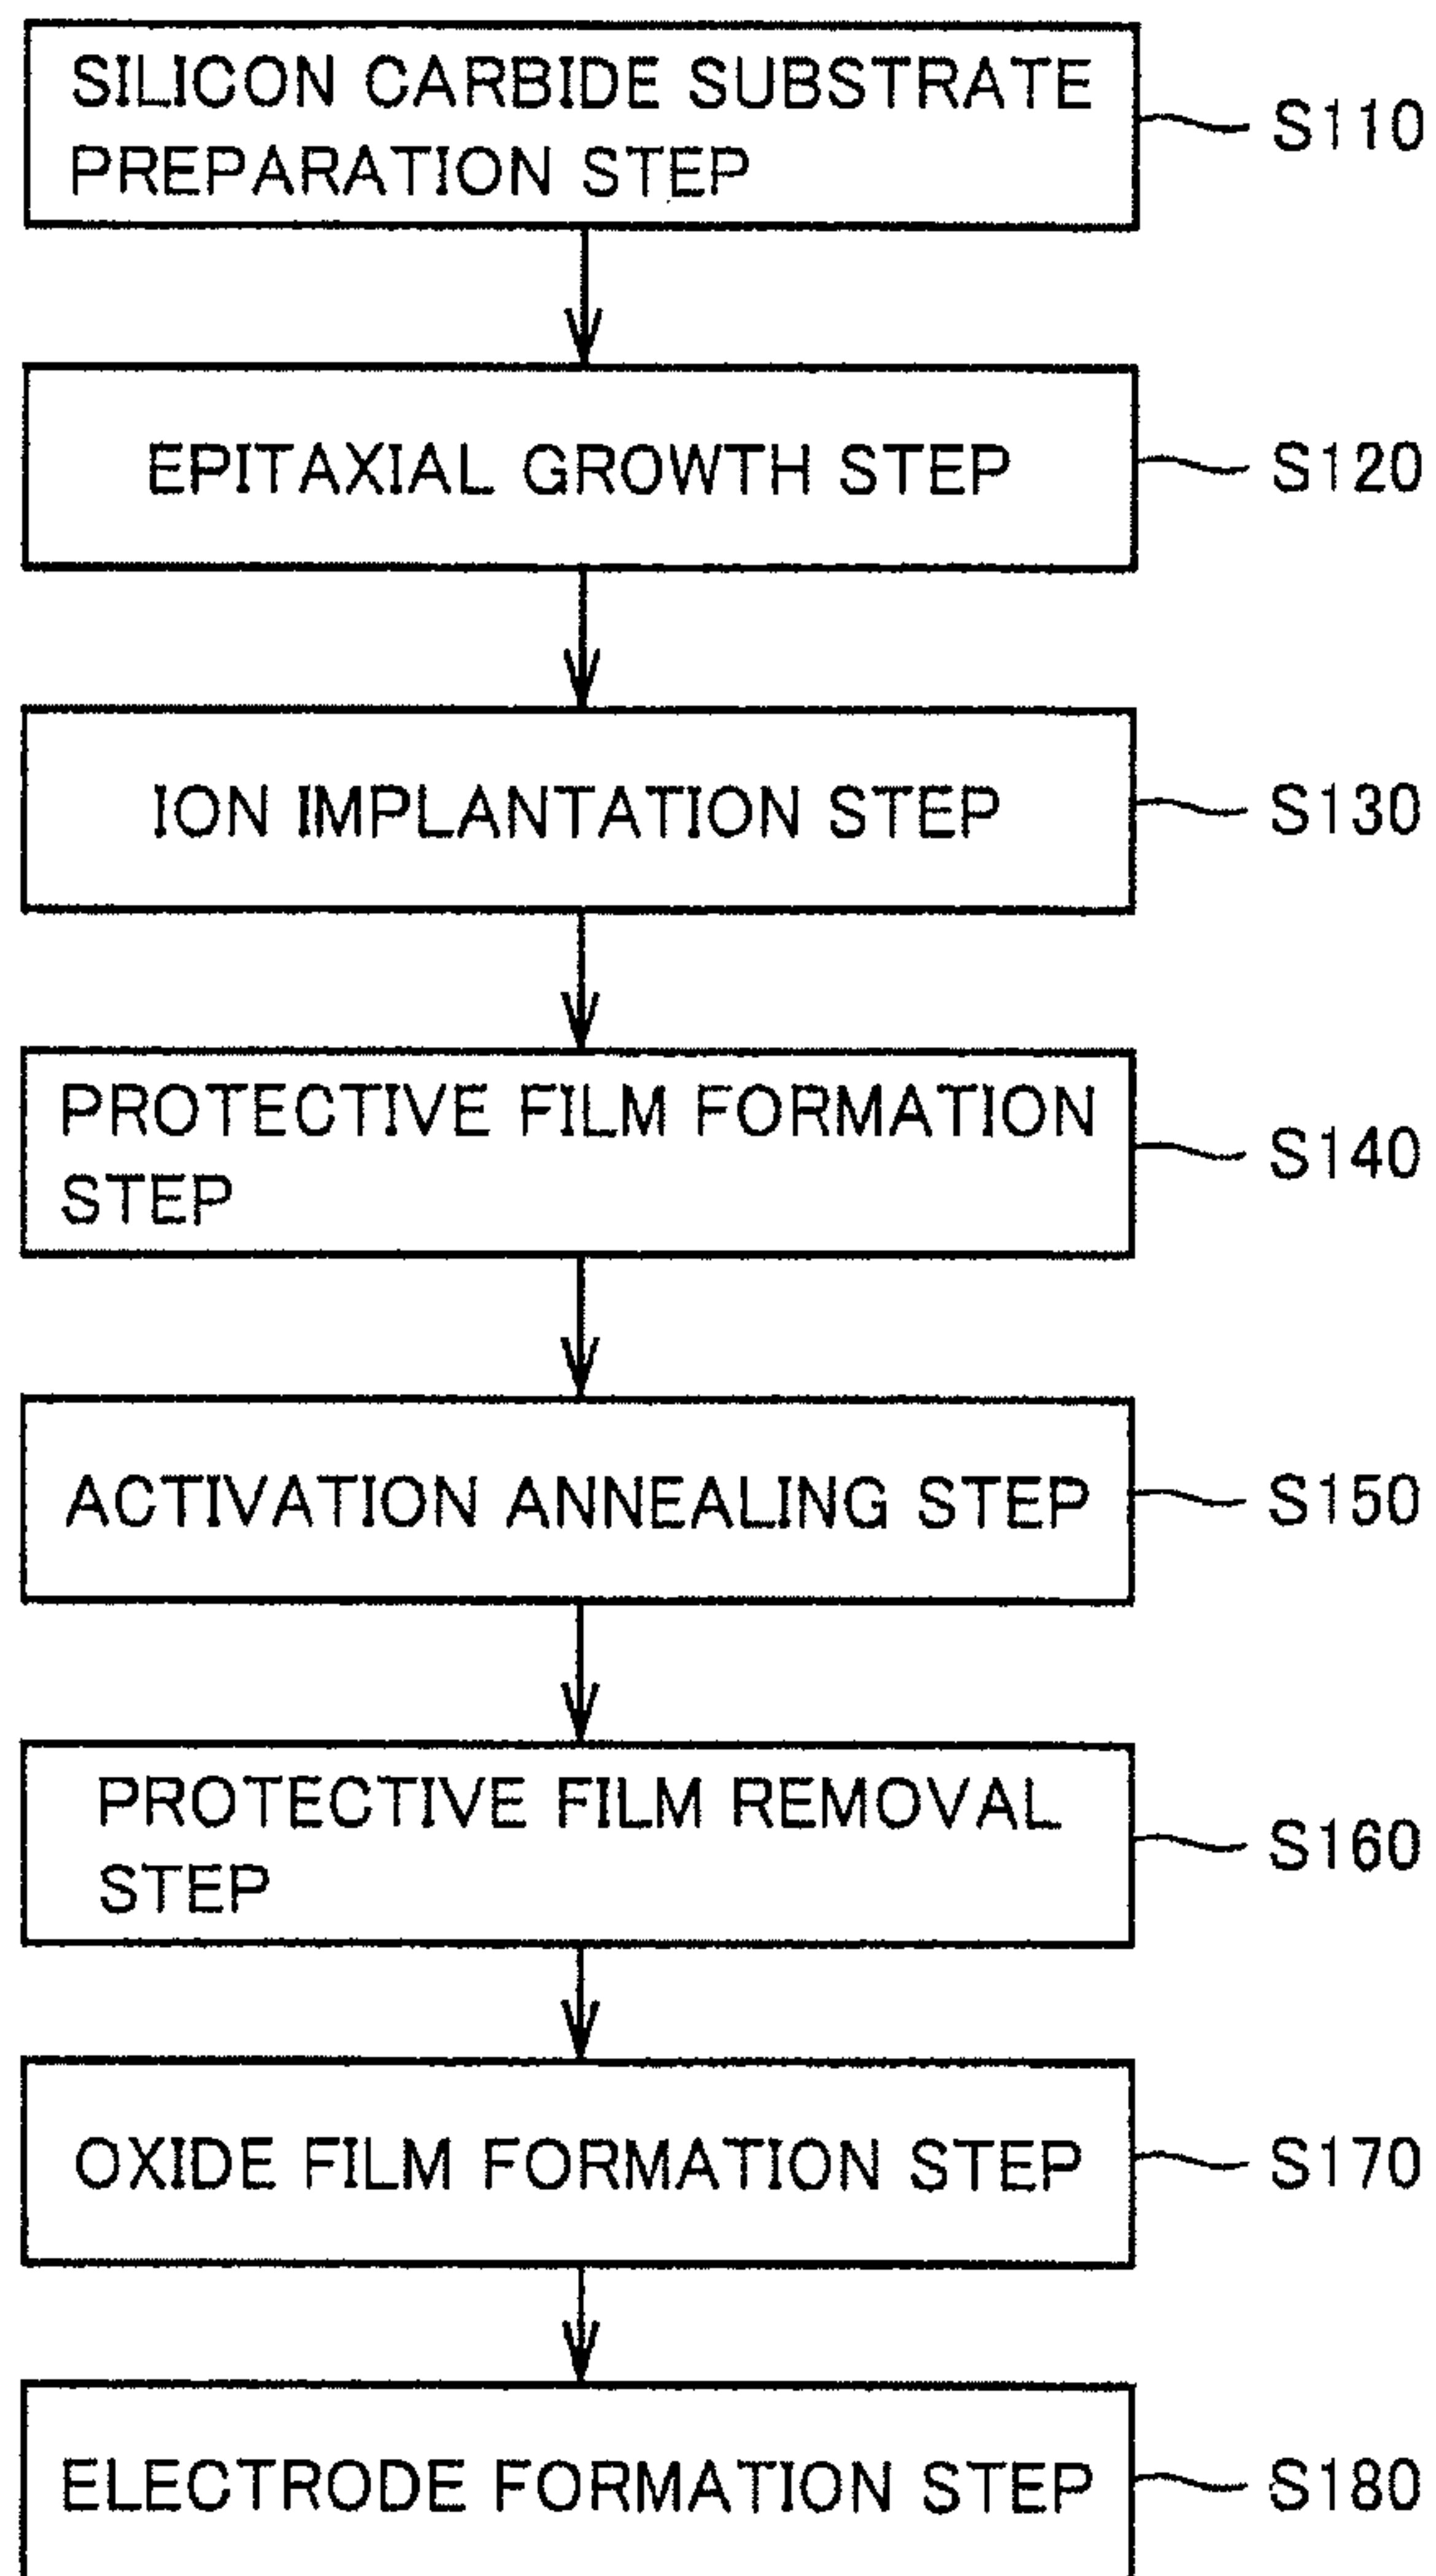 SILICON CARBIDE SUBSTRATE
PREPARATION STEP
S110
EPITAXIAL GROWTH STEP
S120
ION IMPLANTATION STEP
S130
PROTECTIVE FILM FORMATION
STEP
S140
ACTIVATION ANNEALING STEP
S150
PROTECTIVE FILM REMOVAL
STEP
S160
OXIDE FILM FORMATION STEP
S170
ELECTRODE FORMATION STEP
S180